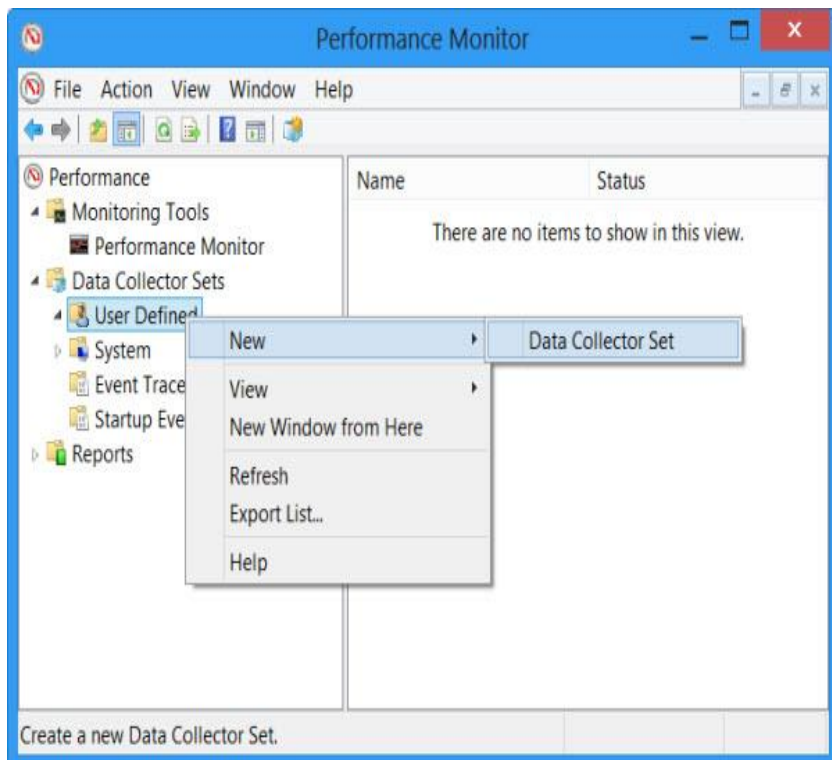 Performance Monitor
File Action View Window Help
Performance
Monitoring Tools
Performance Monitor
Data Collector Sets
User Defined
System
Event Trace
Startup Eve
Reports
Name Status
There are no items to show in this view.
New
View
New Window from Here
Refresh
Export List...
Help
Data Collector Set
Create a new Data Collector Set.